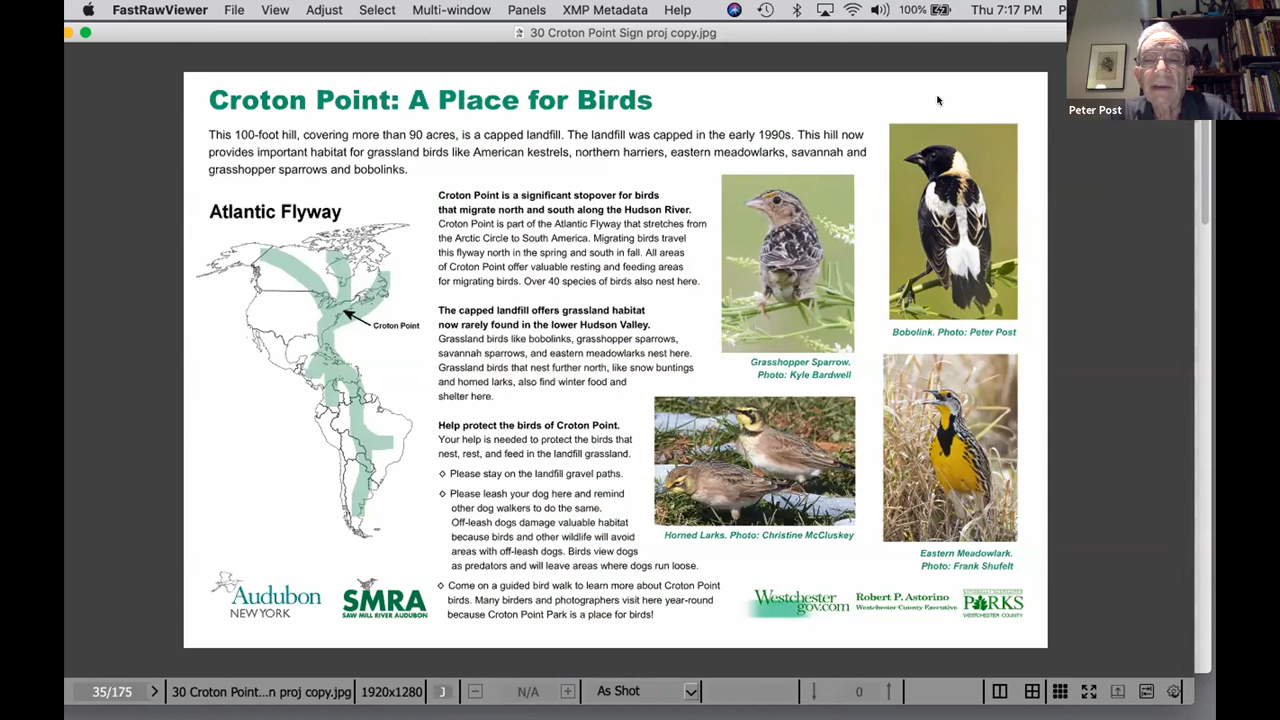 FastRawViewer File View Adjust Select Multi-window Panels XMP Metadata Help 100% Thu 7:17 PM
30 Croton Point Sign proj copy.jpg
Peter Post
Croton Point: A Place for Birds
This 100-foot hill, covering more than 90 acres, is a capped landfill. The landfill was capped in the early 1990s. This hill now
provides important habitat for grassland birds like American kestrels, northern harriers, eastern meadowlarks, savannah and
grasshopper sparrows and bobolinks.
Atlantic Flyway
Croton Point
Croton Point is a significant stopover for birds
that migrate north and south along the Hudson River.
Croton Point is part of the Atlantic Flyway that stretches from
the Arctic Circle to South America. Migrating birds travel
this flyway north in the spring and south in fall. All areas
of Croton Point offer valuable resting and feeding areas
for migrating birds. Over 40 species of birds also nest here.
The capped landfill offers grassland habitat
now rarely found in the lower Hudson Valley.
Grassland birds like bobolinks, grasshopper sparrows,
savannah sparrows, and eastern meadowlarks nest here.
Grassland birds that nest further north, like snow buntings
and horned larks, also find winter food and
shelter here.
Help protect the birds of Croton Point.
Your help is needed to protect the birds that
nest, rest, and feed in the landfill grassland.
◇ Please stay on the landfill gravel paths.
◇ Please leash your dog here and remind
other dog walkers to do the same.
Off-leash dogs damage valuable habitat
because birds and other wildlife will avoid
areas with off-leash dogs. Birds view dogs
as predators and will leave areas where dogs run loose.
◇ Come on a guided bird walk to learn more about Croton Point
birds. Many birders and photographers visit here year-round
because Croton Point Park is a place for birds!
Grasshopper Sparrow.
Photo: Kyle Bardwell
Bobolink. Photo: Peter Post
Horned Larks. Photo: Christine McCluskey
Eastern Meadowlark.
Photo: Frank Shufelt
Audubon
NEW YORK
SMRA
SAW MILL RIVER AUDUBON
Westchester
gov.com
Robert P. Astorino
Westchester County Executive
PARKS
WESTCHESTER COUNTY
35/175 30 Croton Point...n proj copy.jpg 1920x1280 J N/A As Shot 0